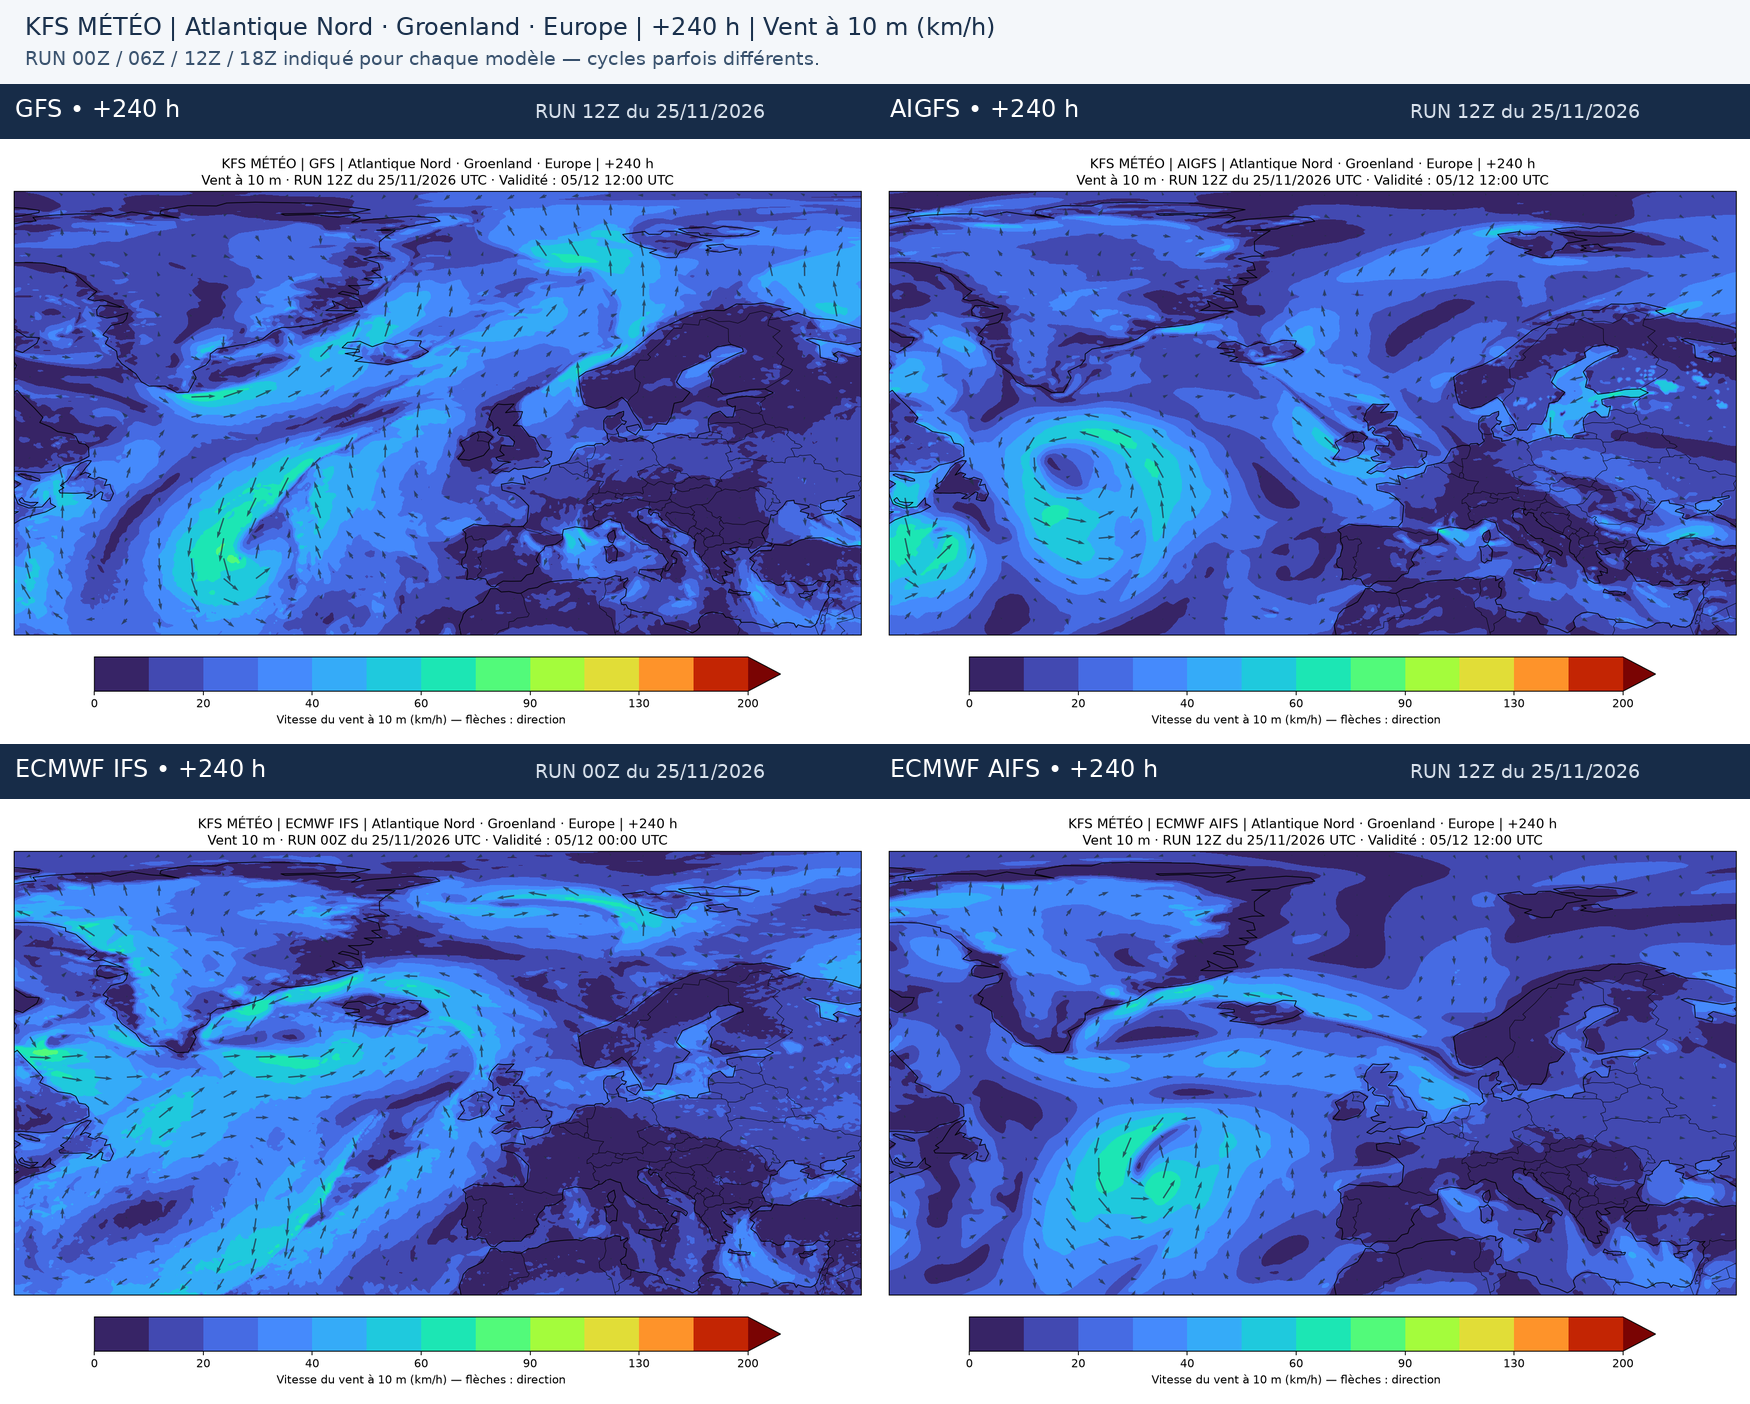 KFS MÉTÉO | Atlantique Nord · Groenland · Europe | +240 h | Vent à 10 m (km/h)
RUN 00Z / 06Z / 12Z / 18Z indiqué pour chaque modèle — cycles parfois différents.
GFS • +240 h RUN 12Z du 25/11/2026
KFS MÉTÉO | GFS | Atlantique Nord · Groenland · Europe | +240 h
Vent à 10 m · RUN 12Z du 25/11/2026 UTC · Validité : 05/12 12:00 UTC
0 20 40 60 90 130 200
Vitesse du vent à 10 m (km/h) — flèches : direction
AIGFS • +240 h RUN 12Z du 25/11/2026
KFS MÉTÉO | AIGFS | Atlantique Nord · Groenland · Europe | +240 h
Vent à 10 m · RUN 12Z du 25/11/2026 UTC · Validité : 05/12 12:00 UTC
0 20 40 60 90 130 200
Vitesse du vent à 10 m (km/h) — flèches : direction
ECMWF IFS • +240 h RUN 00Z du 25/11/2026
KFS MÉTÉO | ECMWF IFS | Atlantique Nord · Groenland · Europe | +240 h
Vent 10 m · RUN 00Z du 25/11/2026 UTC · Validité : 05/12 00:00 UTC
0 20 40 60 90 130 200
Vitesse du vent à 10 m (km/h) — flèches : direction
ECMWF AIFS • +240 h RUN 12Z du 25/11/2026
KFS MÉTÉO | ECMWF AIFS | Atlantique Nord · Groenland · Europe | +240 h
Vent 10 m · RUN 12Z du 25/11/2026 UTC · Validité : 05/12 12:00 UTC
0 20 40 60 90 130 200
Vitesse du vent à 10 m (km/h) — flèches : direction